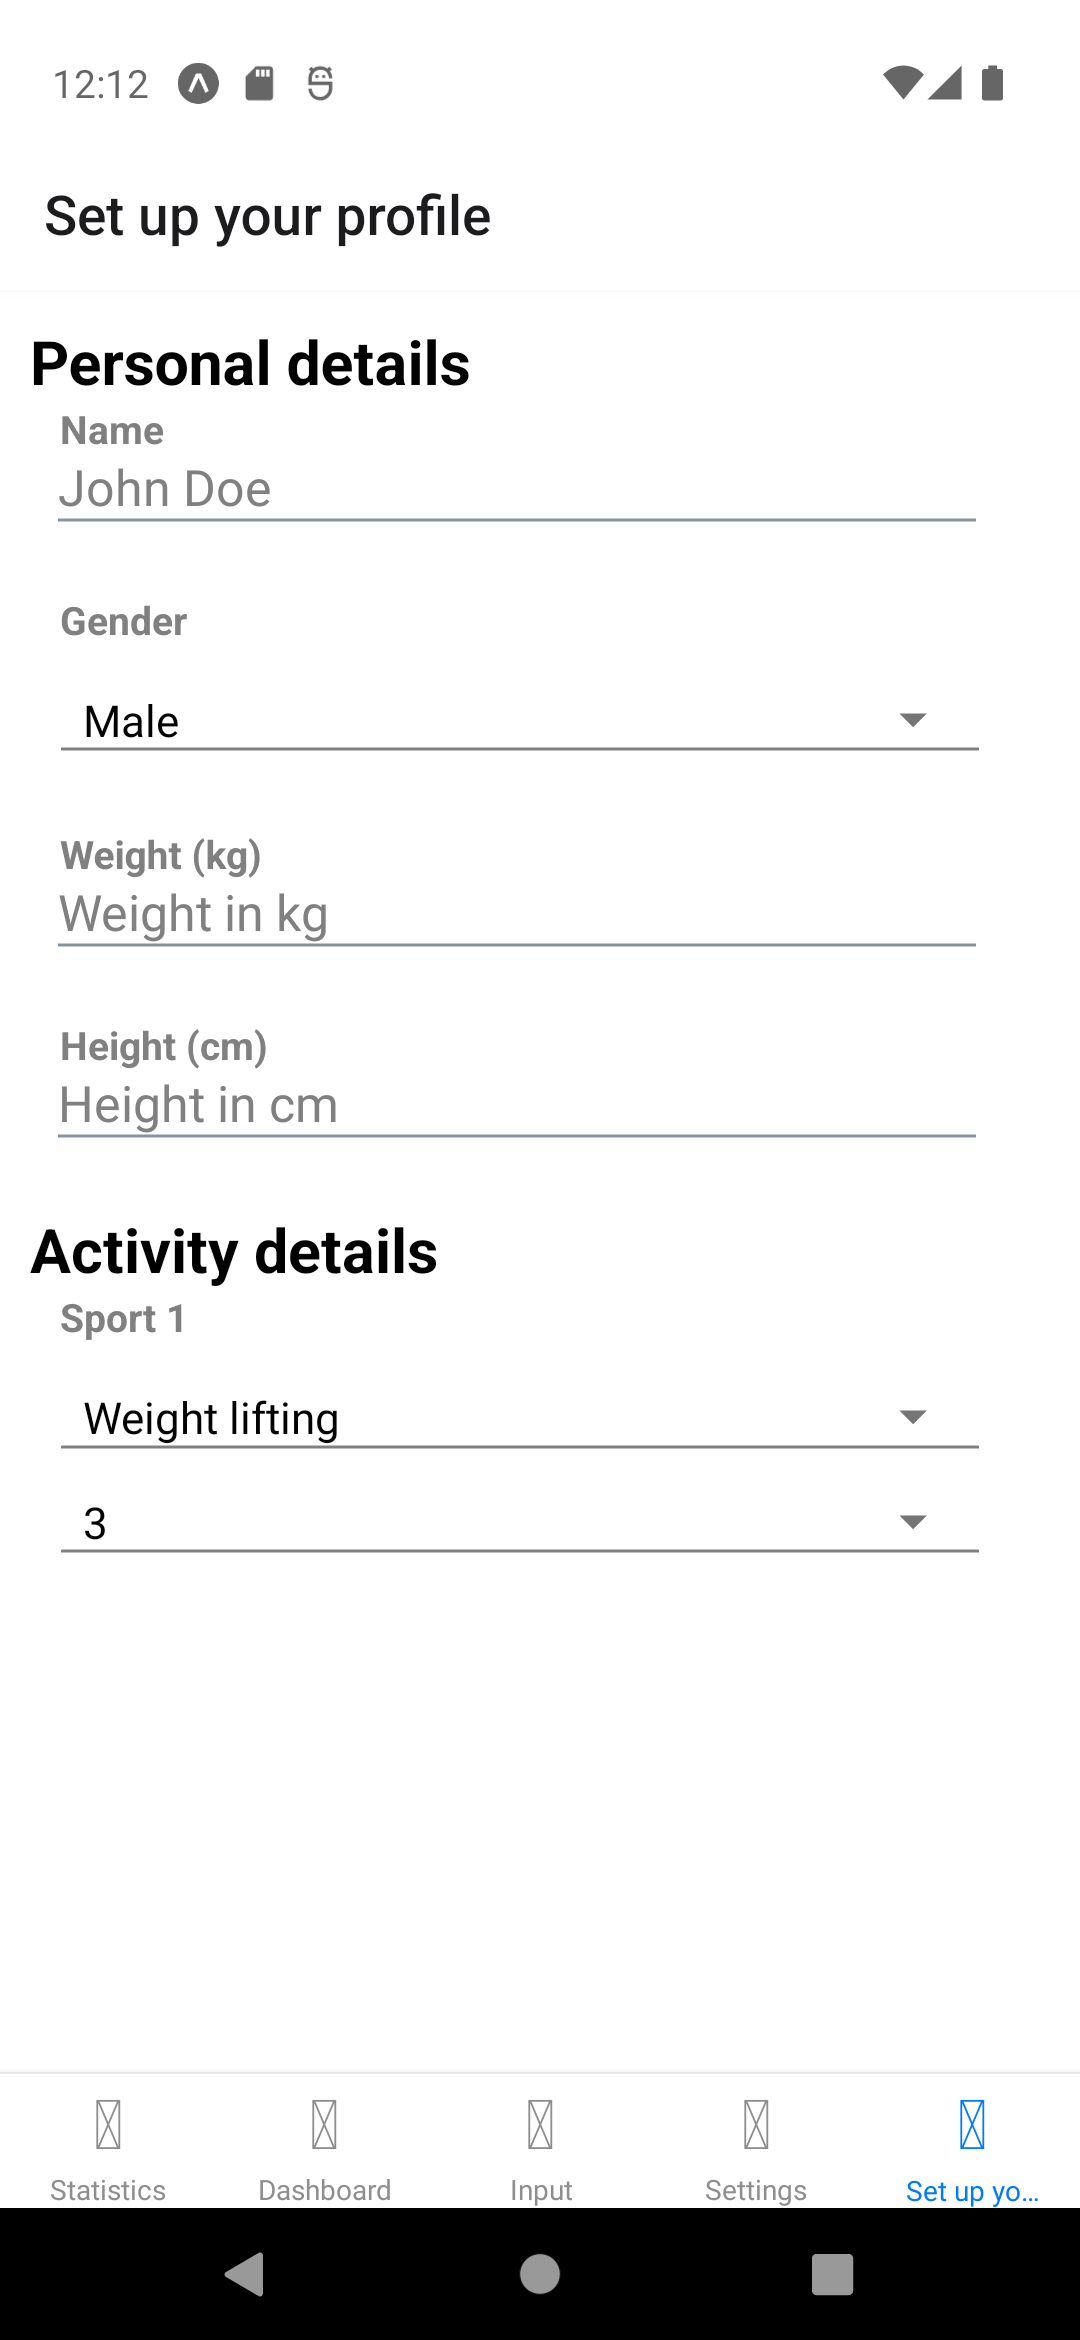 12:12
Set up your profile
Personal details
Name
John Doe
Gender
Male
Weight (kg)
Weight in kg
Height (cm)
Height in cm
Activity details
Sport 1
Weight lifting
3
Statistics Dashboard Input Settings Set up yo...